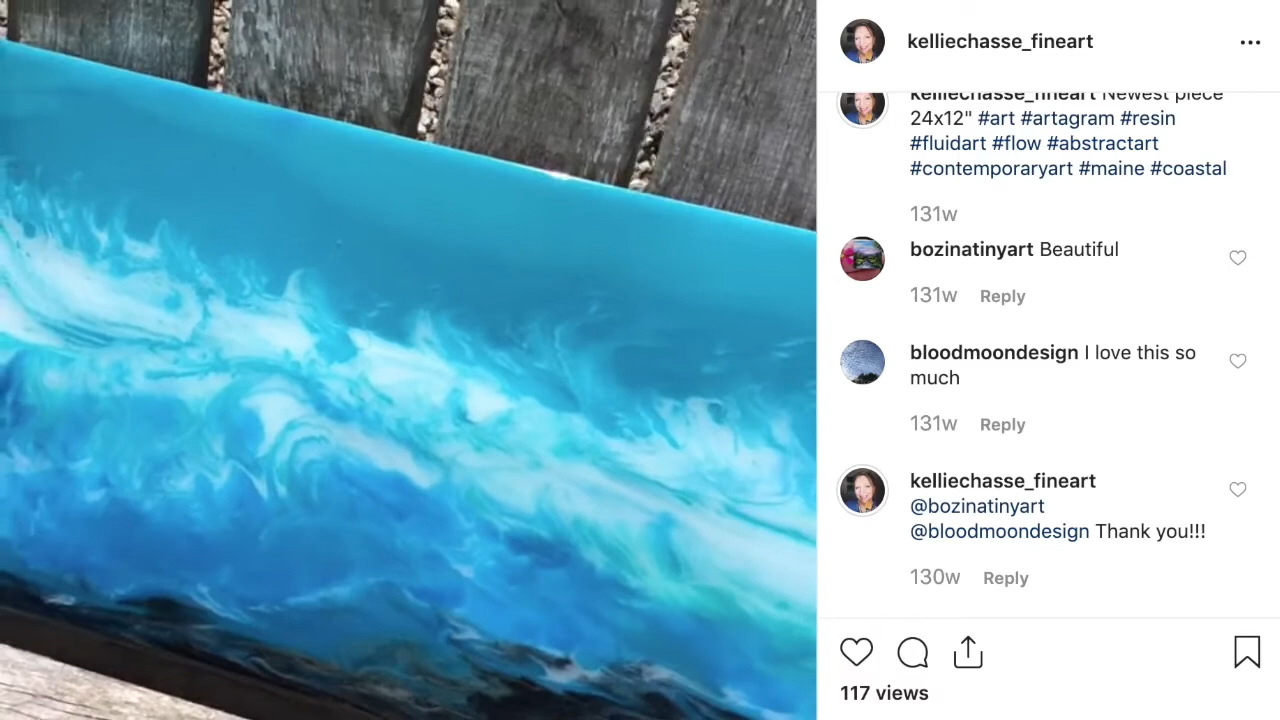 kelliechasse_fineart
kelliechasse_fineart Newest piece
24x12" #art #artagram #resin
#fluidart #flow #abstractart
#contemporaryart #maine #coastal
131w
bozinatinyart Beautiful
131w Reply
bloodmoondesign I love this so
much
131w Reply
kelliechasse_fineart
@bozinatinyart
@bloodmoondesign Thank you!!!
130w Reply
117 views